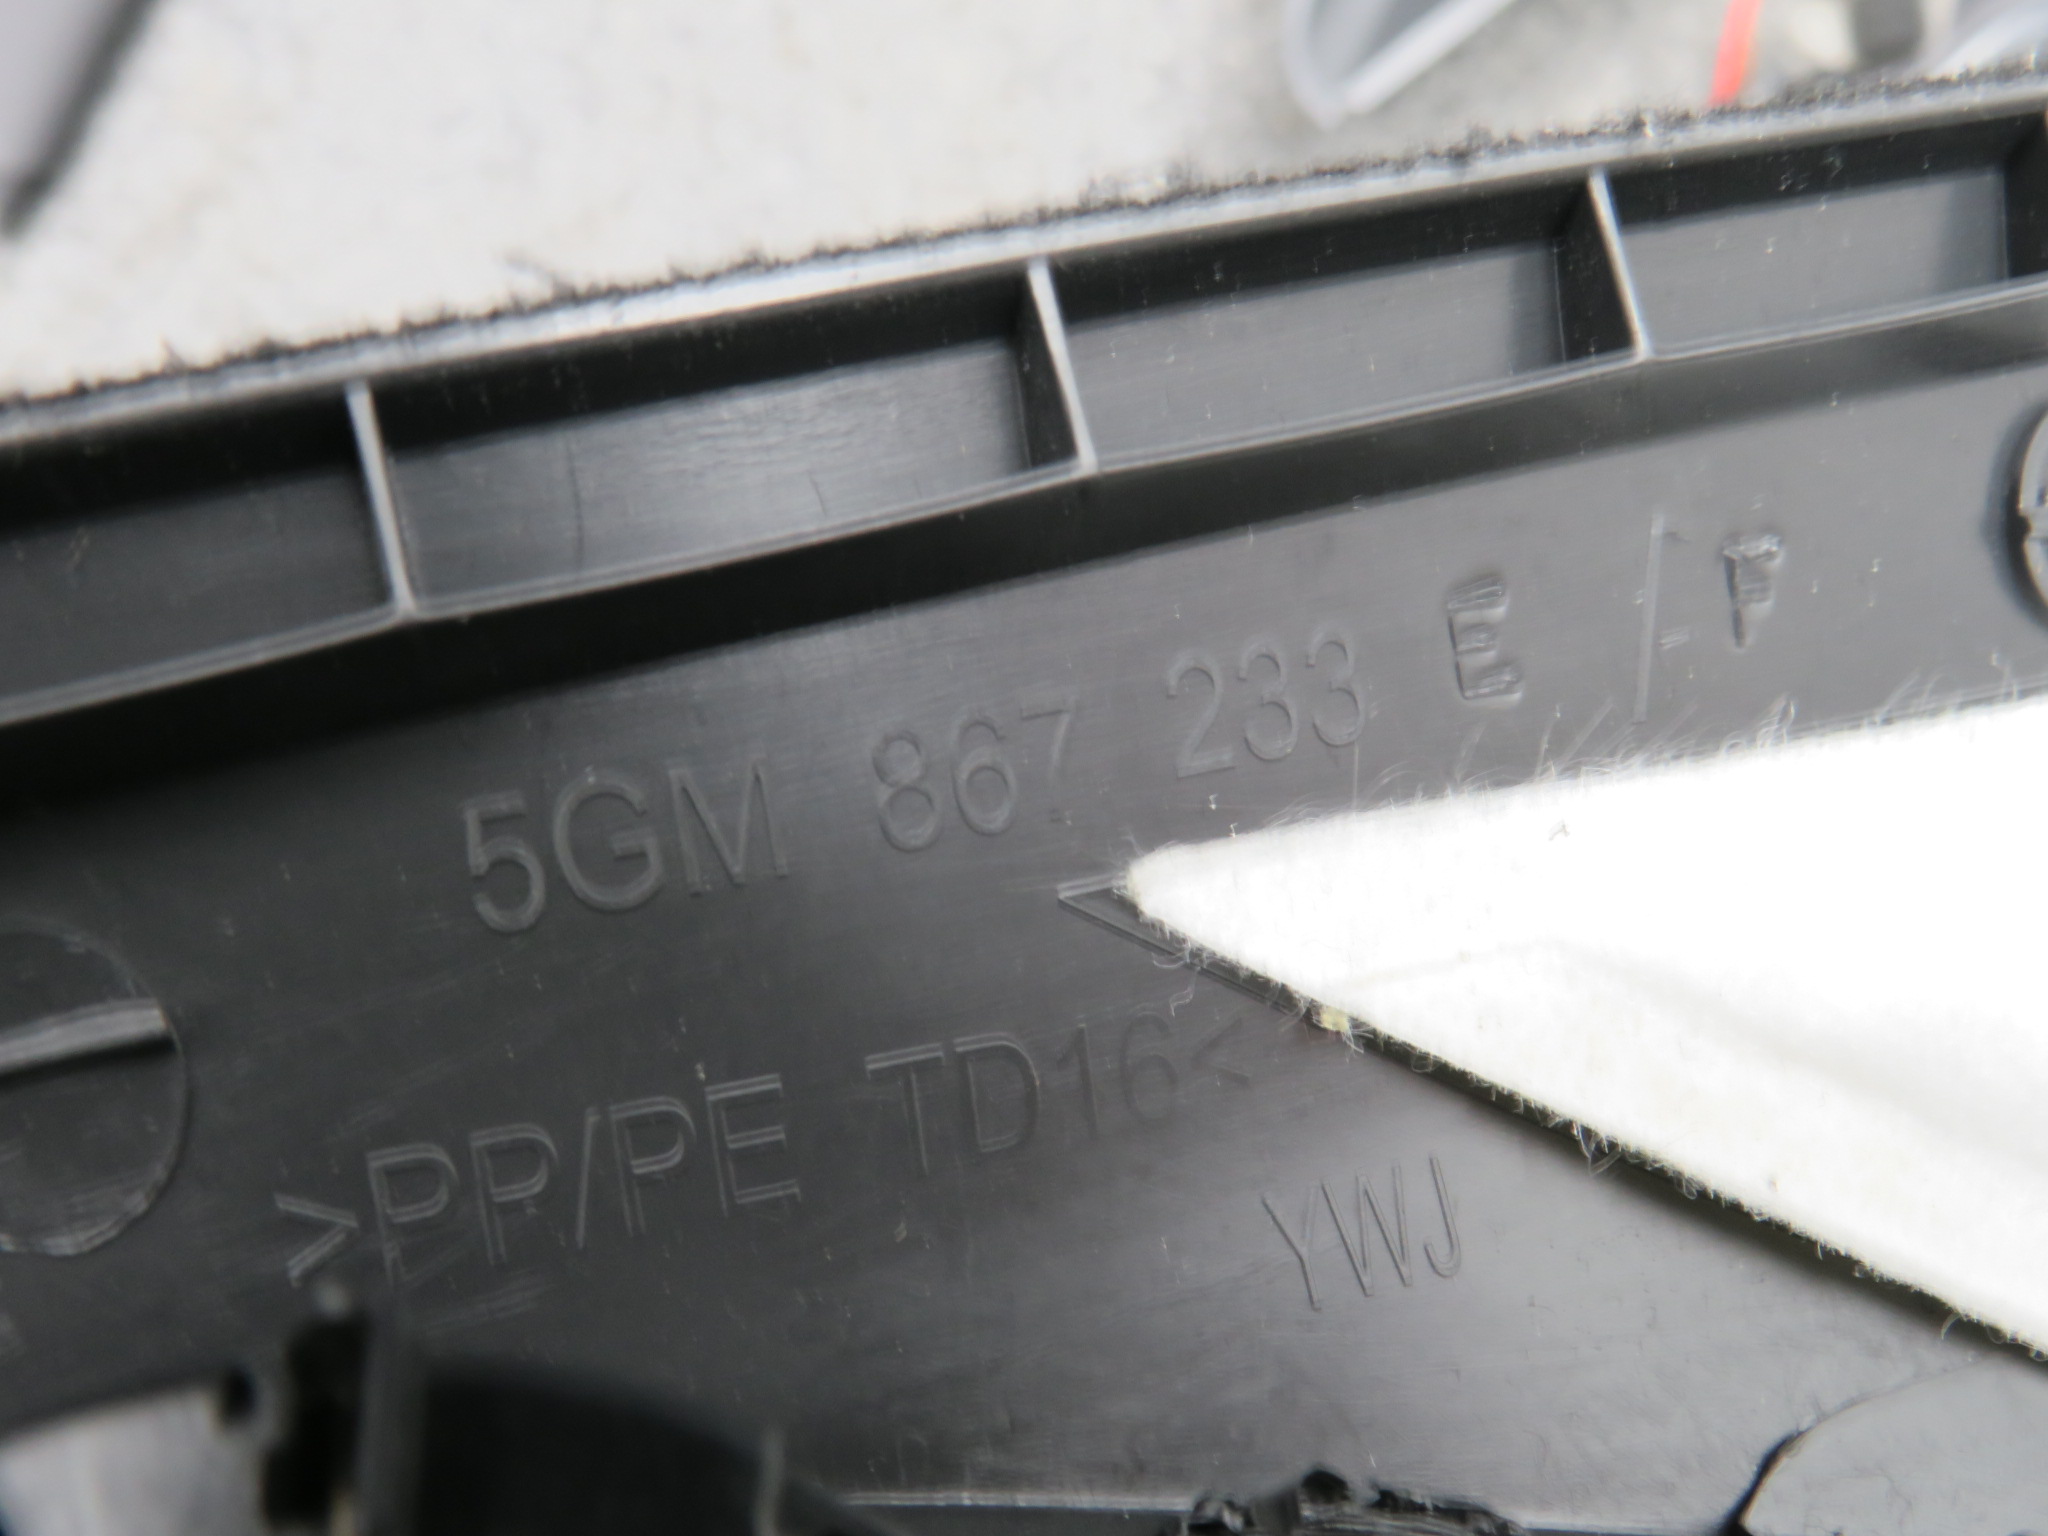 5GM 867 233 E / P
>PP/PE TD16<
YWJ